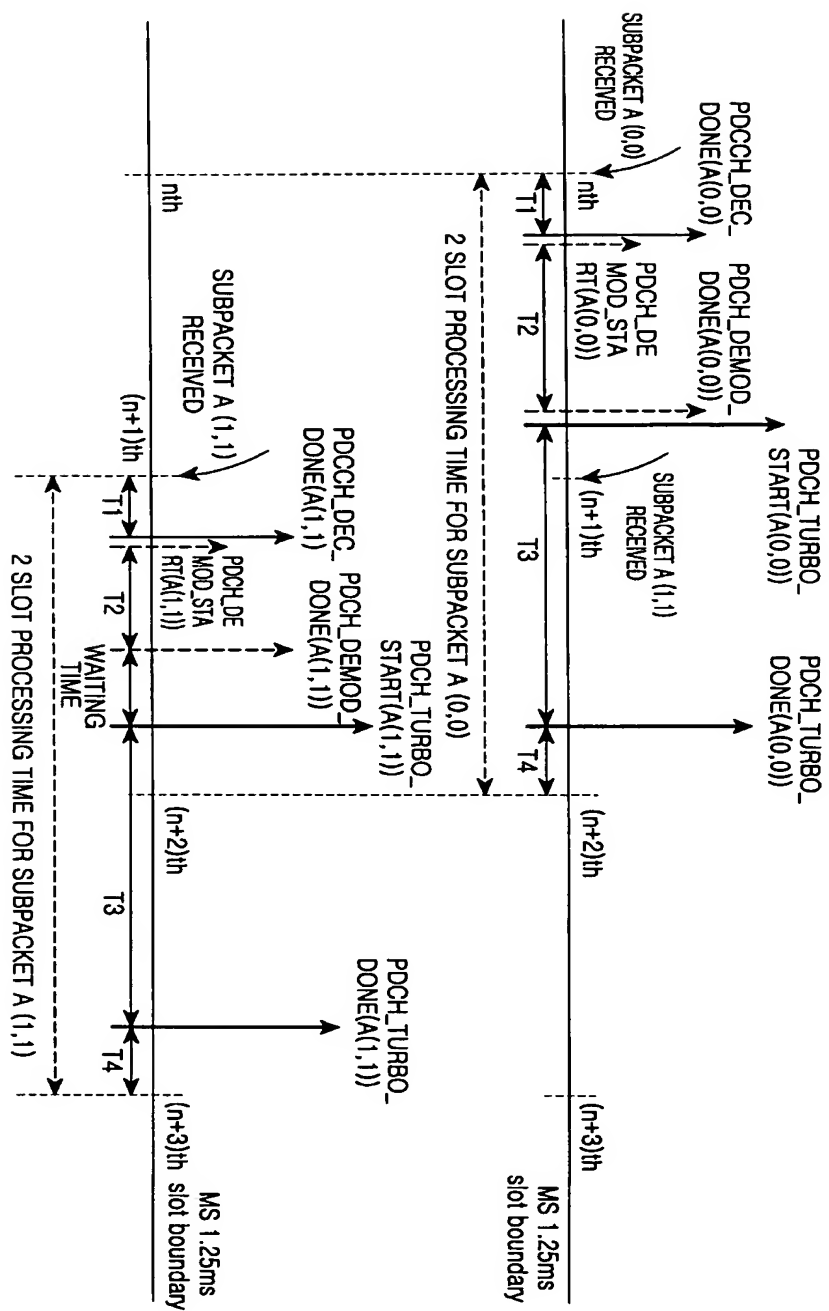 SUBPACKET A (0,0)
RECEIVED
PDCCH_DEC_
DONE(A(0,0)
PDCH_DEMOD_
DONE(A(0,0))
PDCH_TURBO_
START(A(0,0))
PDCH_TURBO_
DONE(A(0,0))
PDCH_DE
MOD_STA
RT(A(0,0))
SUBPACKET A (1,1)
RECEIVED
nth
(n+1)th
(n+2)th
(n+3)th
MS 1.25ms
slot boundary
T1
T2
T3
T4
2 SLOT PROCESSING TIME FOR SUBPACKET A (0,0)
SUBPACKET A (1,1)
RECEIVED
PDCCH_DEC_
DONE(A(1,1)
PDCH_DEMOD_
DONE(A(1,1))
PDCH_TURBO_
START(A(1,1))
PDCH_TURBO_
DONE(A(1,1))
PDCH_DE
MOD_STA
RT(A(1,1))
nth
(n+1)th
(n+2)th
(n+3)th
MS 1.25ms
slot boundary
T1
T2
WAITING
TIME
T3
T4
2 SLOT PROCESSING TIME FOR SUBPACKET A (1,1)